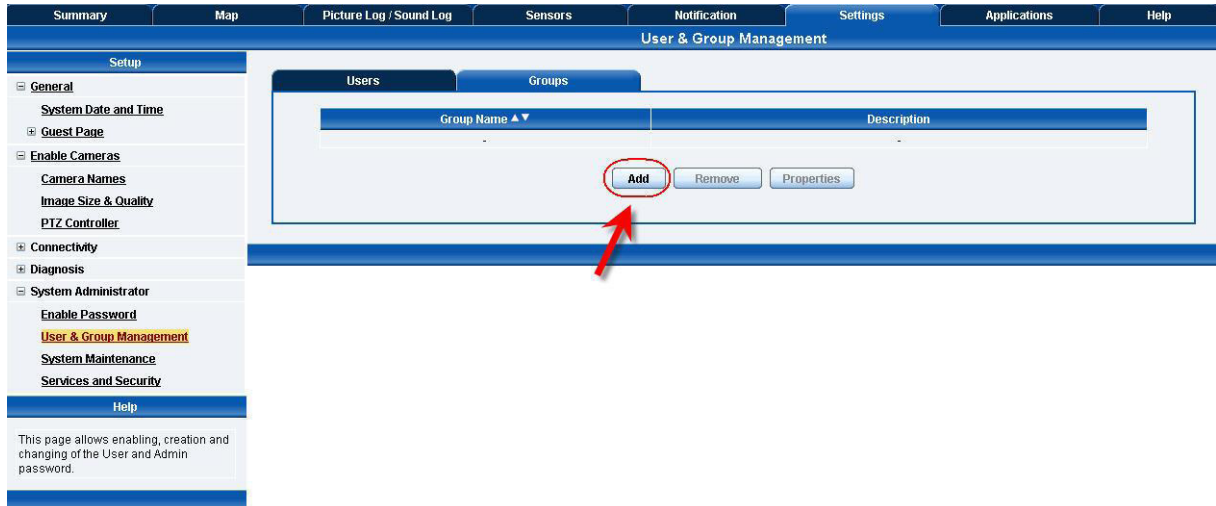 Summary Map Picture Log / Sound Log Sensors Notification Settings Applications Help
User & Group Management
Setup
General
System Date and Time
Guest Page
Enable Cameras
Camera Names
Image Size & Quality
PTZ Controller
Connectivity
Diagnosis
System Administrator
Enable Password
User & Group Management
System Maintenance
Services and Security
Help
This page allows enabling, creation and
changing of the User and Admin
password.
Users Groups
Group Name ▲▼ Description
- -
Add Remove Properties